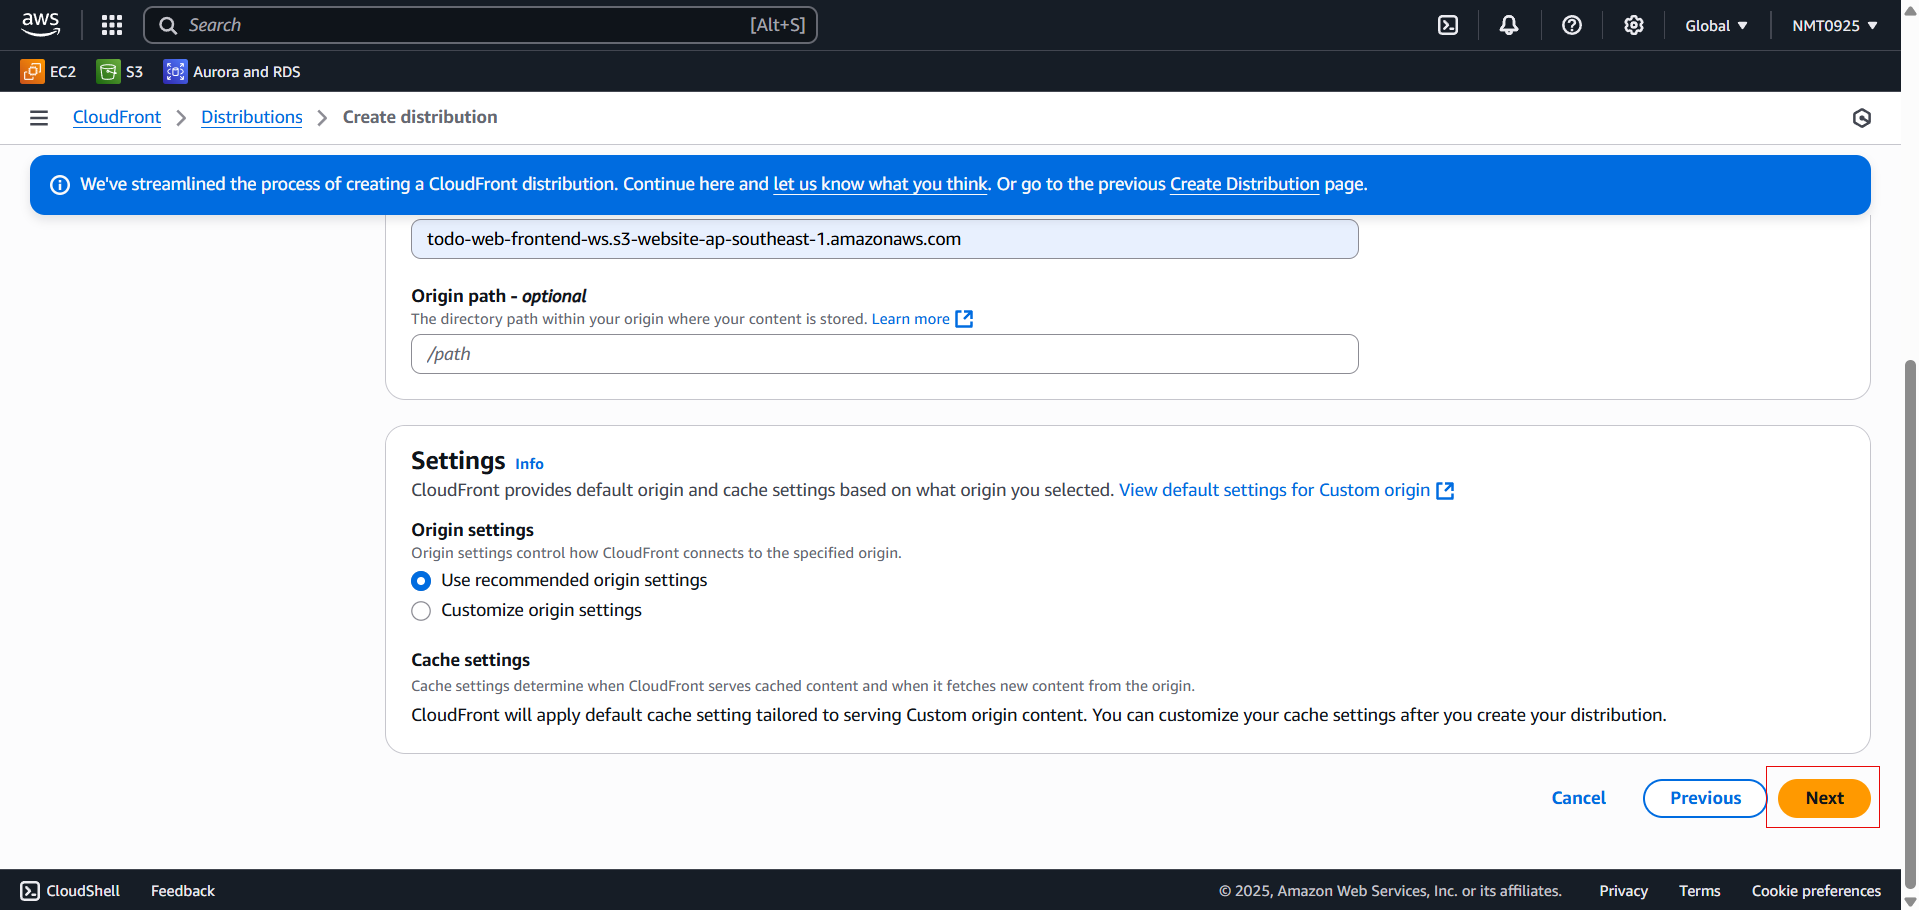 aws
Search [Alt+S]
Global ▼ NMT0925 ▼
EC2 S3 Aurora and RDS
CloudFront > Distributions > Create distribution
We've streamlined the process of creating a CloudFront distribution. Continue here and let us know what you think. Or go to the previous Create Distribution page.
todo-web-frontend-ws.s3-website-ap-southeast-1.amazonaws.com
Origin path - optional
The directory path within your origin where your content is stored. Learn more
/path
Settings Info
CloudFront provides default origin and cache settings based on what origin you selected. View default settings for Custom origin
Origin settings
Origin settings control how CloudFront connects to the specified origin.
Use recommended origin settings
Customize origin settings
Cache settings
Cache settings determine when CloudFront serves cached content and when it fetches new content from the origin.
CloudFront will apply default cache setting tailored to serving Custom origin content. You can customize your cache settings after you create your distribution.
Cancel Previous Next
CloudShell Feedback © 2025, Amazon Web Services, Inc. or its affiliates. Privacy Terms Cookie preferences